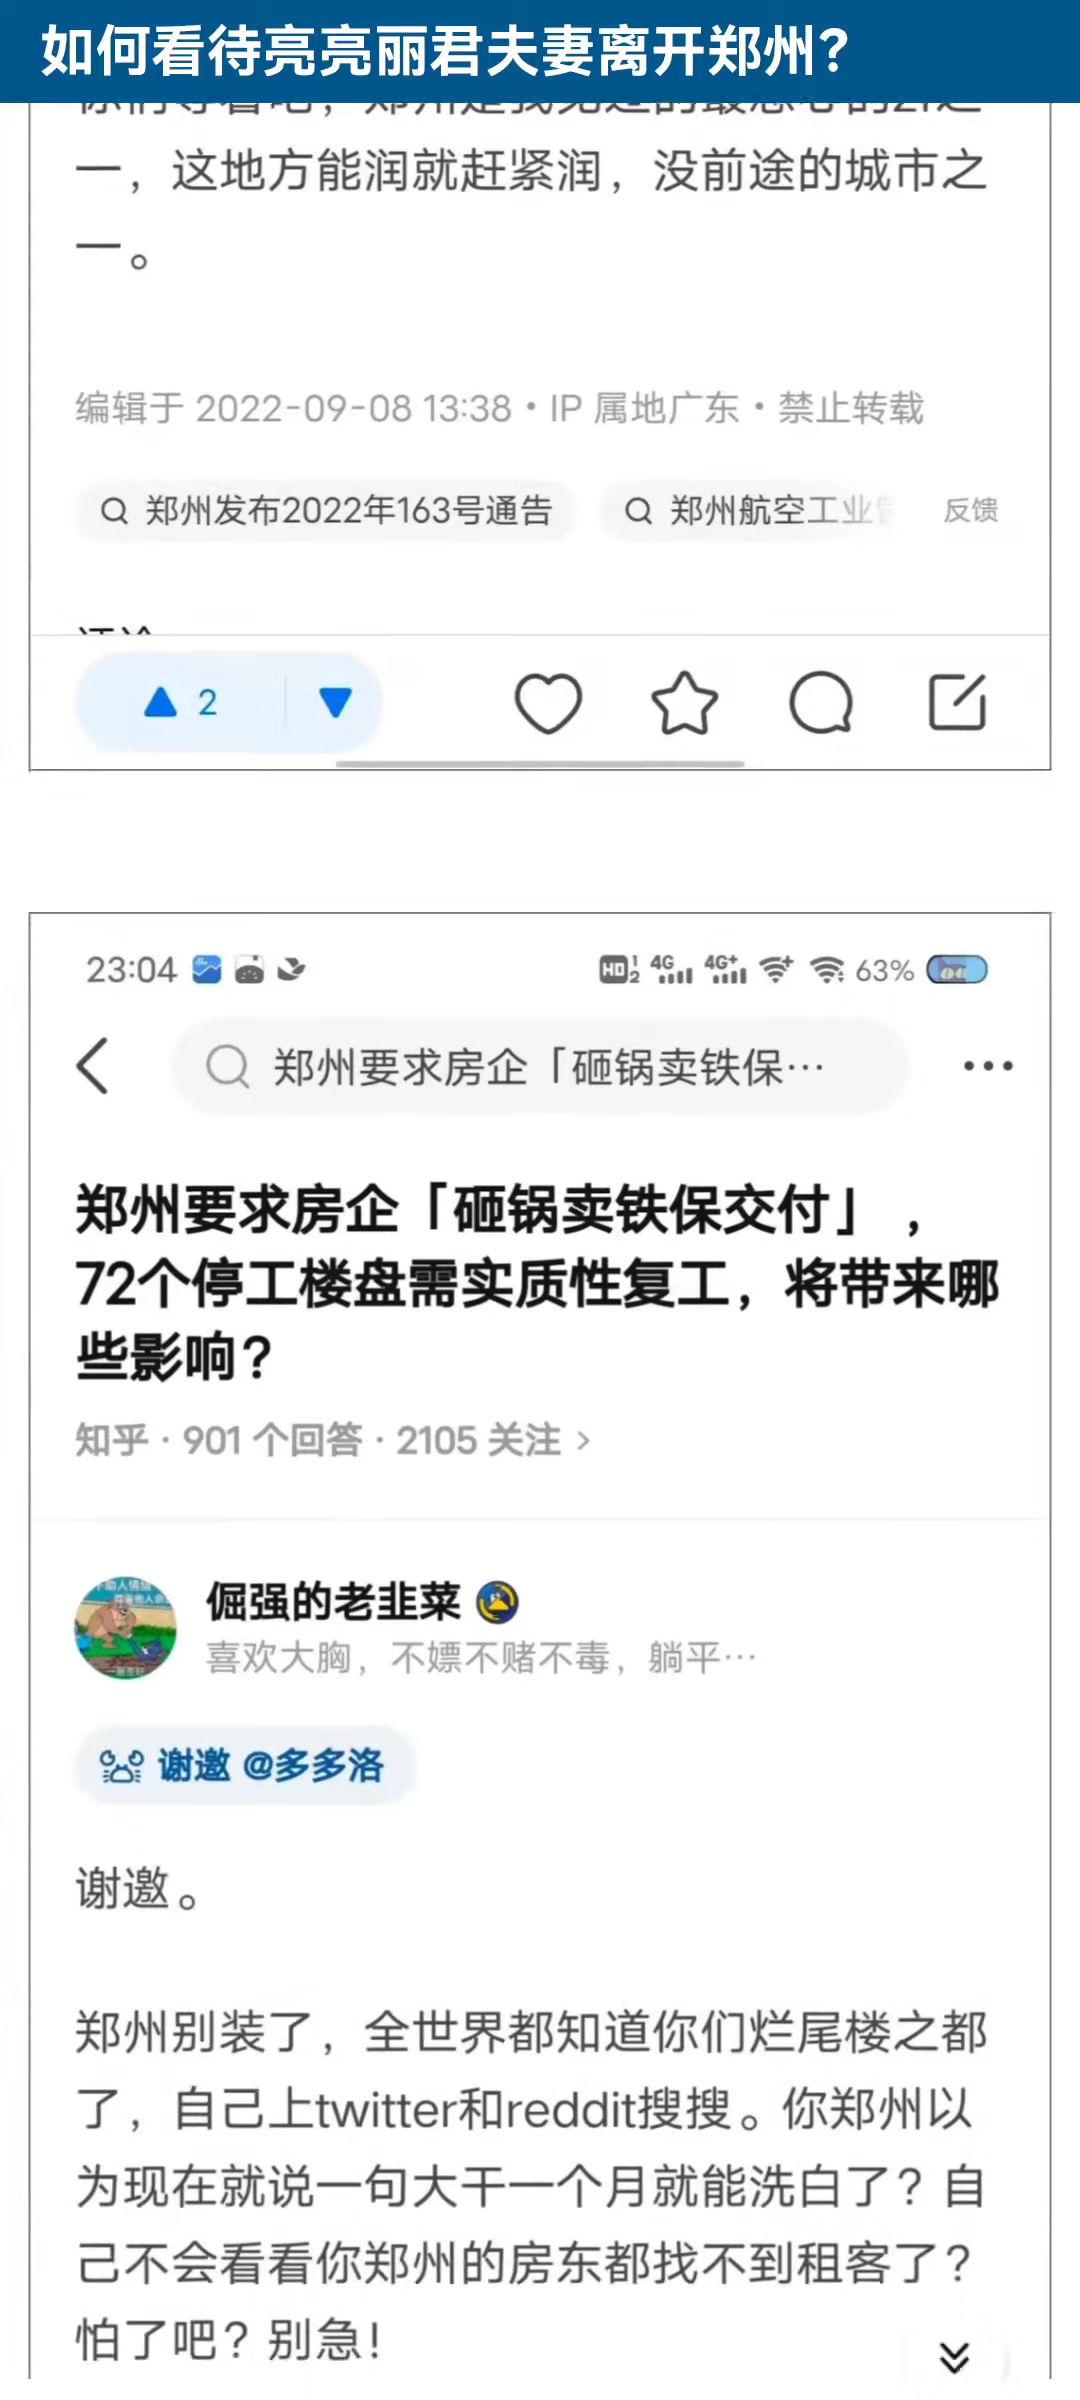 如何看待亮亮丽君夫妻离开郑州?
一，这地方能润就赶紧润，没前途的城市之
一。
编辑于 2022-09-08 13:38 · IP 属地广东 · 禁止转载
郑州发布2022年163号通告
郑州航空工业
反馈
2
23:04
HD 1 2 4G 4G+ 63%
郑州要求房企「砸锅卖铁保···
郑州要求房企「砸锅卖铁保交付」，
72个停工楼盘需实质性复工，将带来哪
些影响？
知乎 · 901 个回答 · 2105 关注 >
倔强的老韭菜
喜欢大胸，不嫖不赌不毒，躺平···
谢邀 @多多洛
谢邀。
郑州别装了，全世界都知道你们烂尾楼之都
了，自己上twitter和reddit搜搜。你郑州以
为现在就说一句大干一个月就能洗白了？自
己不会看看你郑州的房东都找不到租客了？
怕了吧？别急！